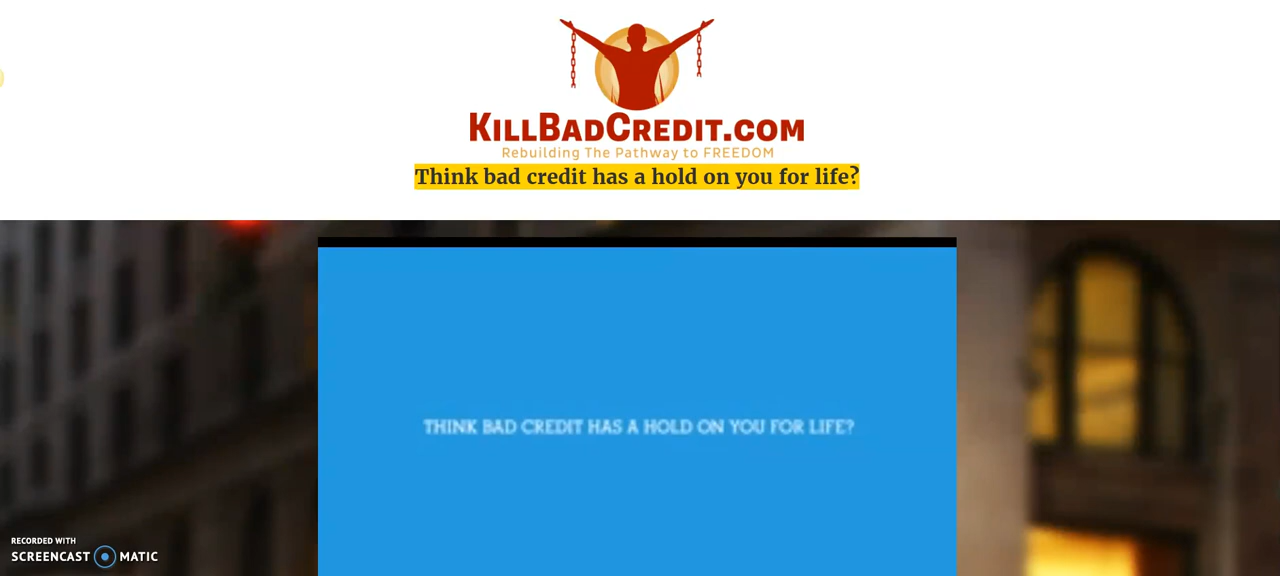 KILLBADCREDIT.COM
Rebuilding The Pathway to FREEDOM
Think bad credit has a hold on you for life?
THINK BAD CREDIT HAS A HOLD ON YOU FOR LIFE?
RECORDED WITH
SCREENCAST MATIC